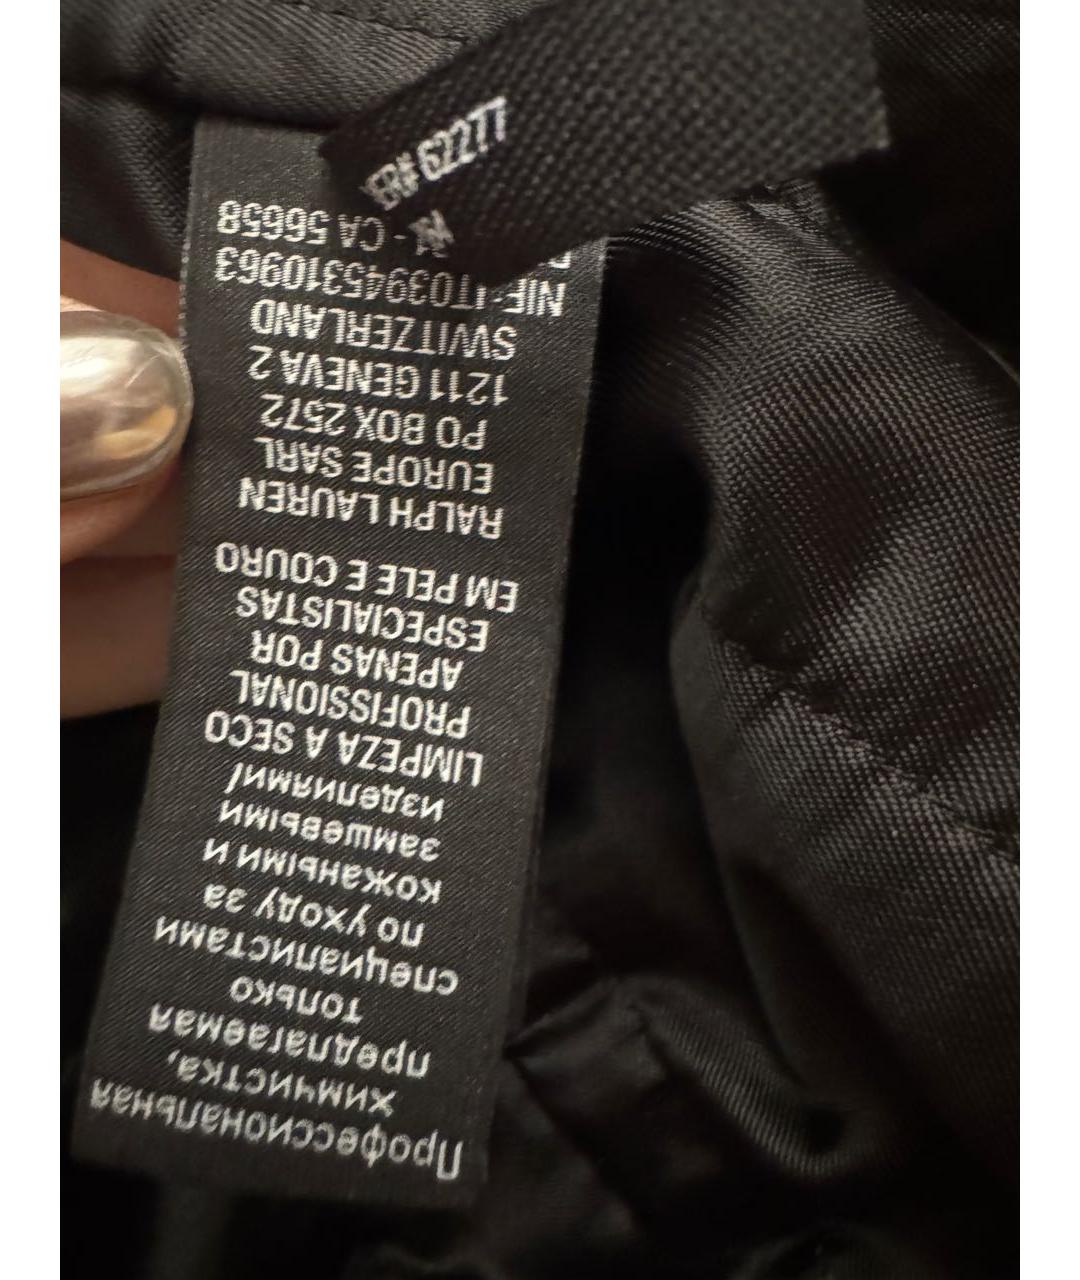 Профессиональная
химчистка,
предлагаемая
только
специалистами
по уходу за
кожаными и
замшевыми
изделиями/
LIMPEZA A SECO
PROFISSIONAL
APENAS POR
ESPECIALISTAS
EM PELE E COURO
RALPH LAUREN
EUROPE SARL
PO BOX 2572
1211 GENEVA 2
SWITZERLAND
NIF- IT03945310963
- CA 56658
62277